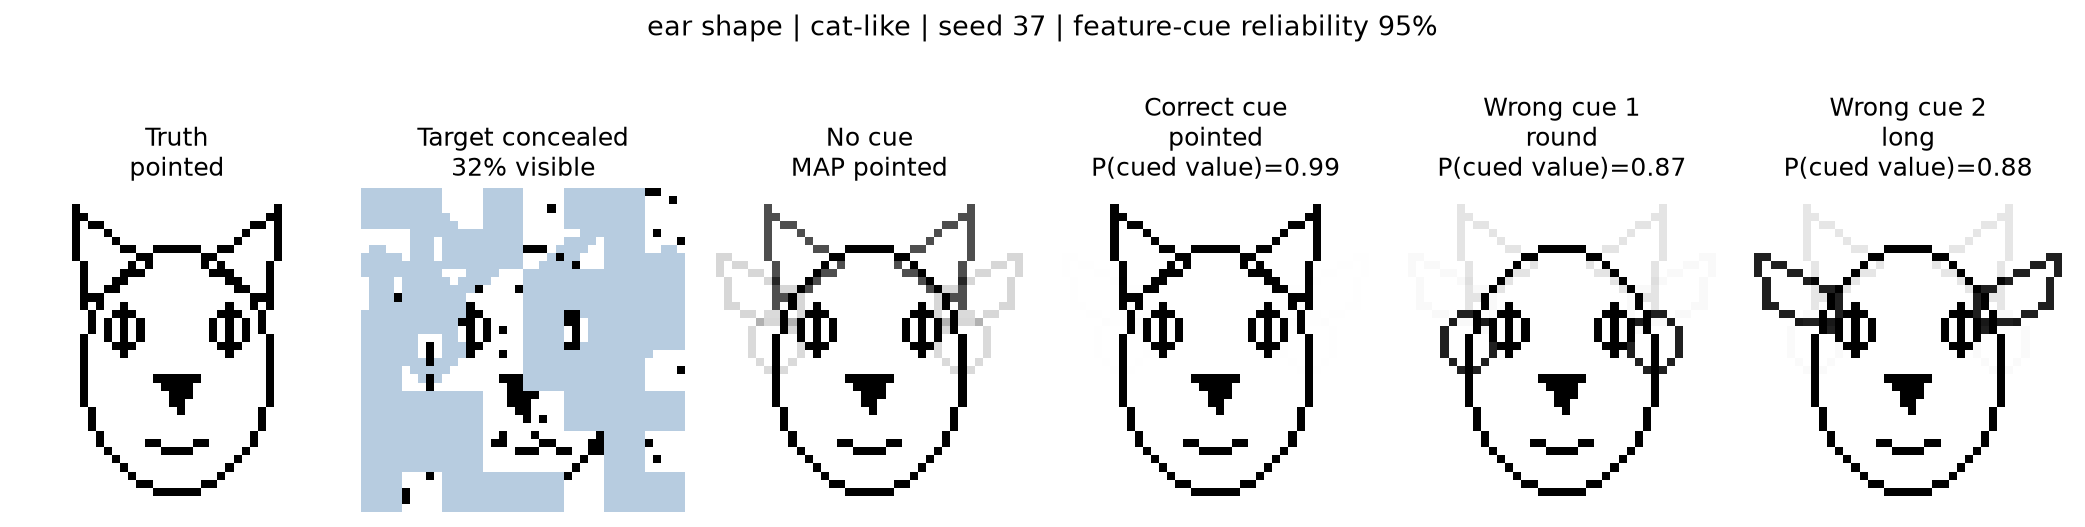 ear shape | cat-like | seed 37 | feature-cue reliability 95%
Truth
pointed
Target concealed
32% visible
No cue
MAP pointed
Correct cue
pointed
P(cued value)=0.99
Wrong cue 1
round
P(cued value)=0.87
Wrong cue 2
long
P(cued value)=0.88